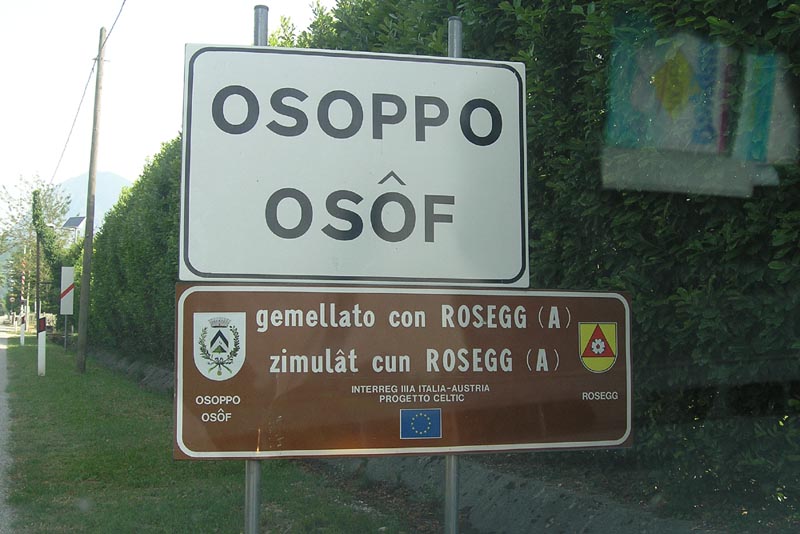 OSOPPO
OSÔF
gemellato con ROSEGG (A)
zimulât cun ROSEGG (A)
INTERREG IIIA ITALIA-AUSTRIA
PROGETTO CELTIC
OSOPPO
OSÔF
ROSEGG